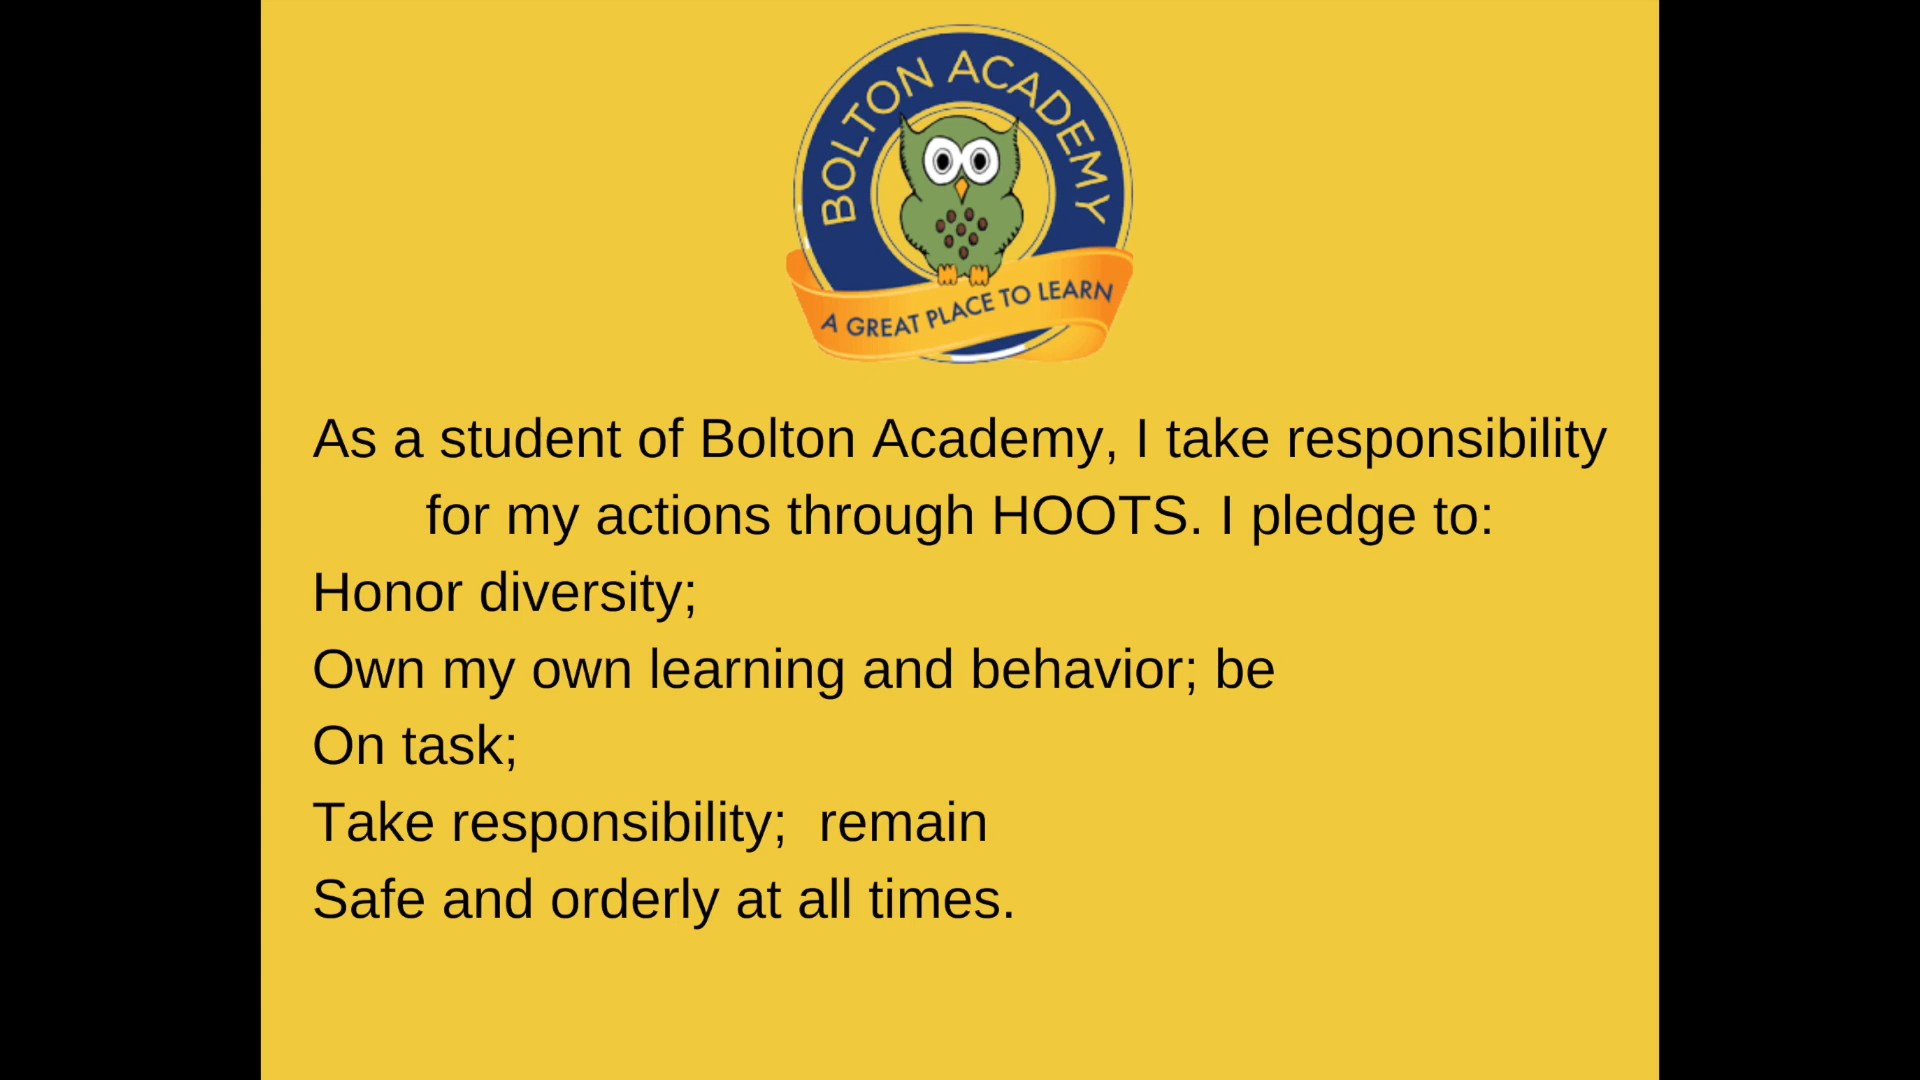 BOLTON ACADEMY
A GREAT PLACE TO LEARN
As a student of Bolton Academy, I take responsibility
for my actions through HOOTS. I pledge to:
Honor diversity;
Own my own learning and behavior; be
On task;
Take responsibility;  remain
Safe and orderly at all times.